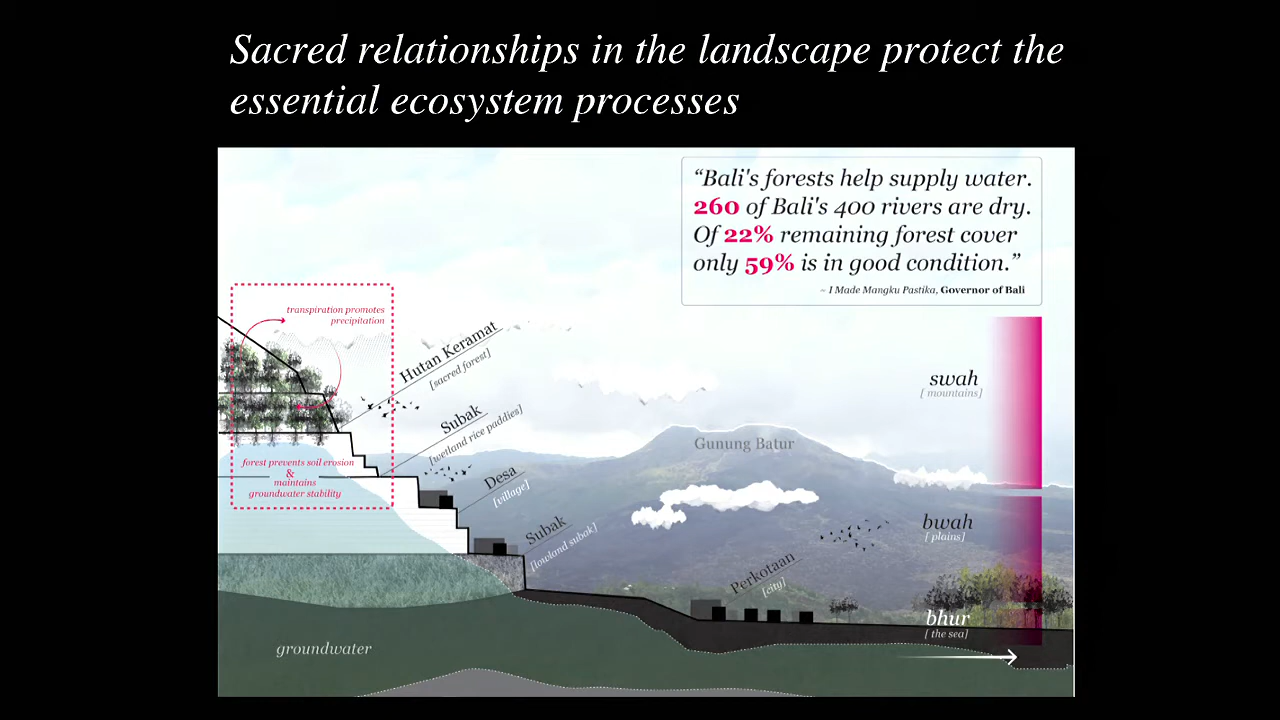 Sacred relationships in the landscape protect the
essential ecosystem processes
“Bali's forests help supply water.
260 of Bali's 400 rivers are dry.
Of 22% remaining forest cover
only 59% is in good condition.”
~ I Made Mangku Pastika, Governor of Bali
transpiration promotes
precipitation
Hutan Keramat
[sacred forest]
swah
[ mountains]
Subak
[wetland rice paddies]
Gunung Batur
forest prevents soil erosion
&
maintains
groundwater stability
Desa
[village]
Subak
[lowland subak]
bwah
[ plains]
Perkotaan
[city]
bhur
[ the sea]
groundwater